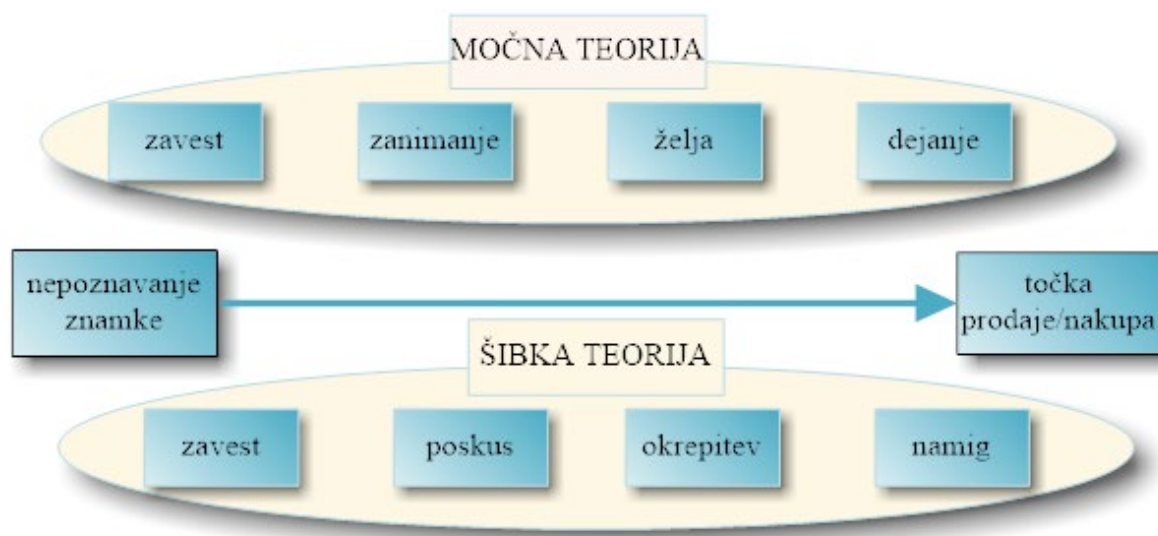 MOČNA TEORIJA
zavest
zanimanje
želja
dejanje
nepoznavanje
znamke
točka
prodaje/nakupa
ŠIBKA TEORIJA
zavest
poskus
okrepitev
namig